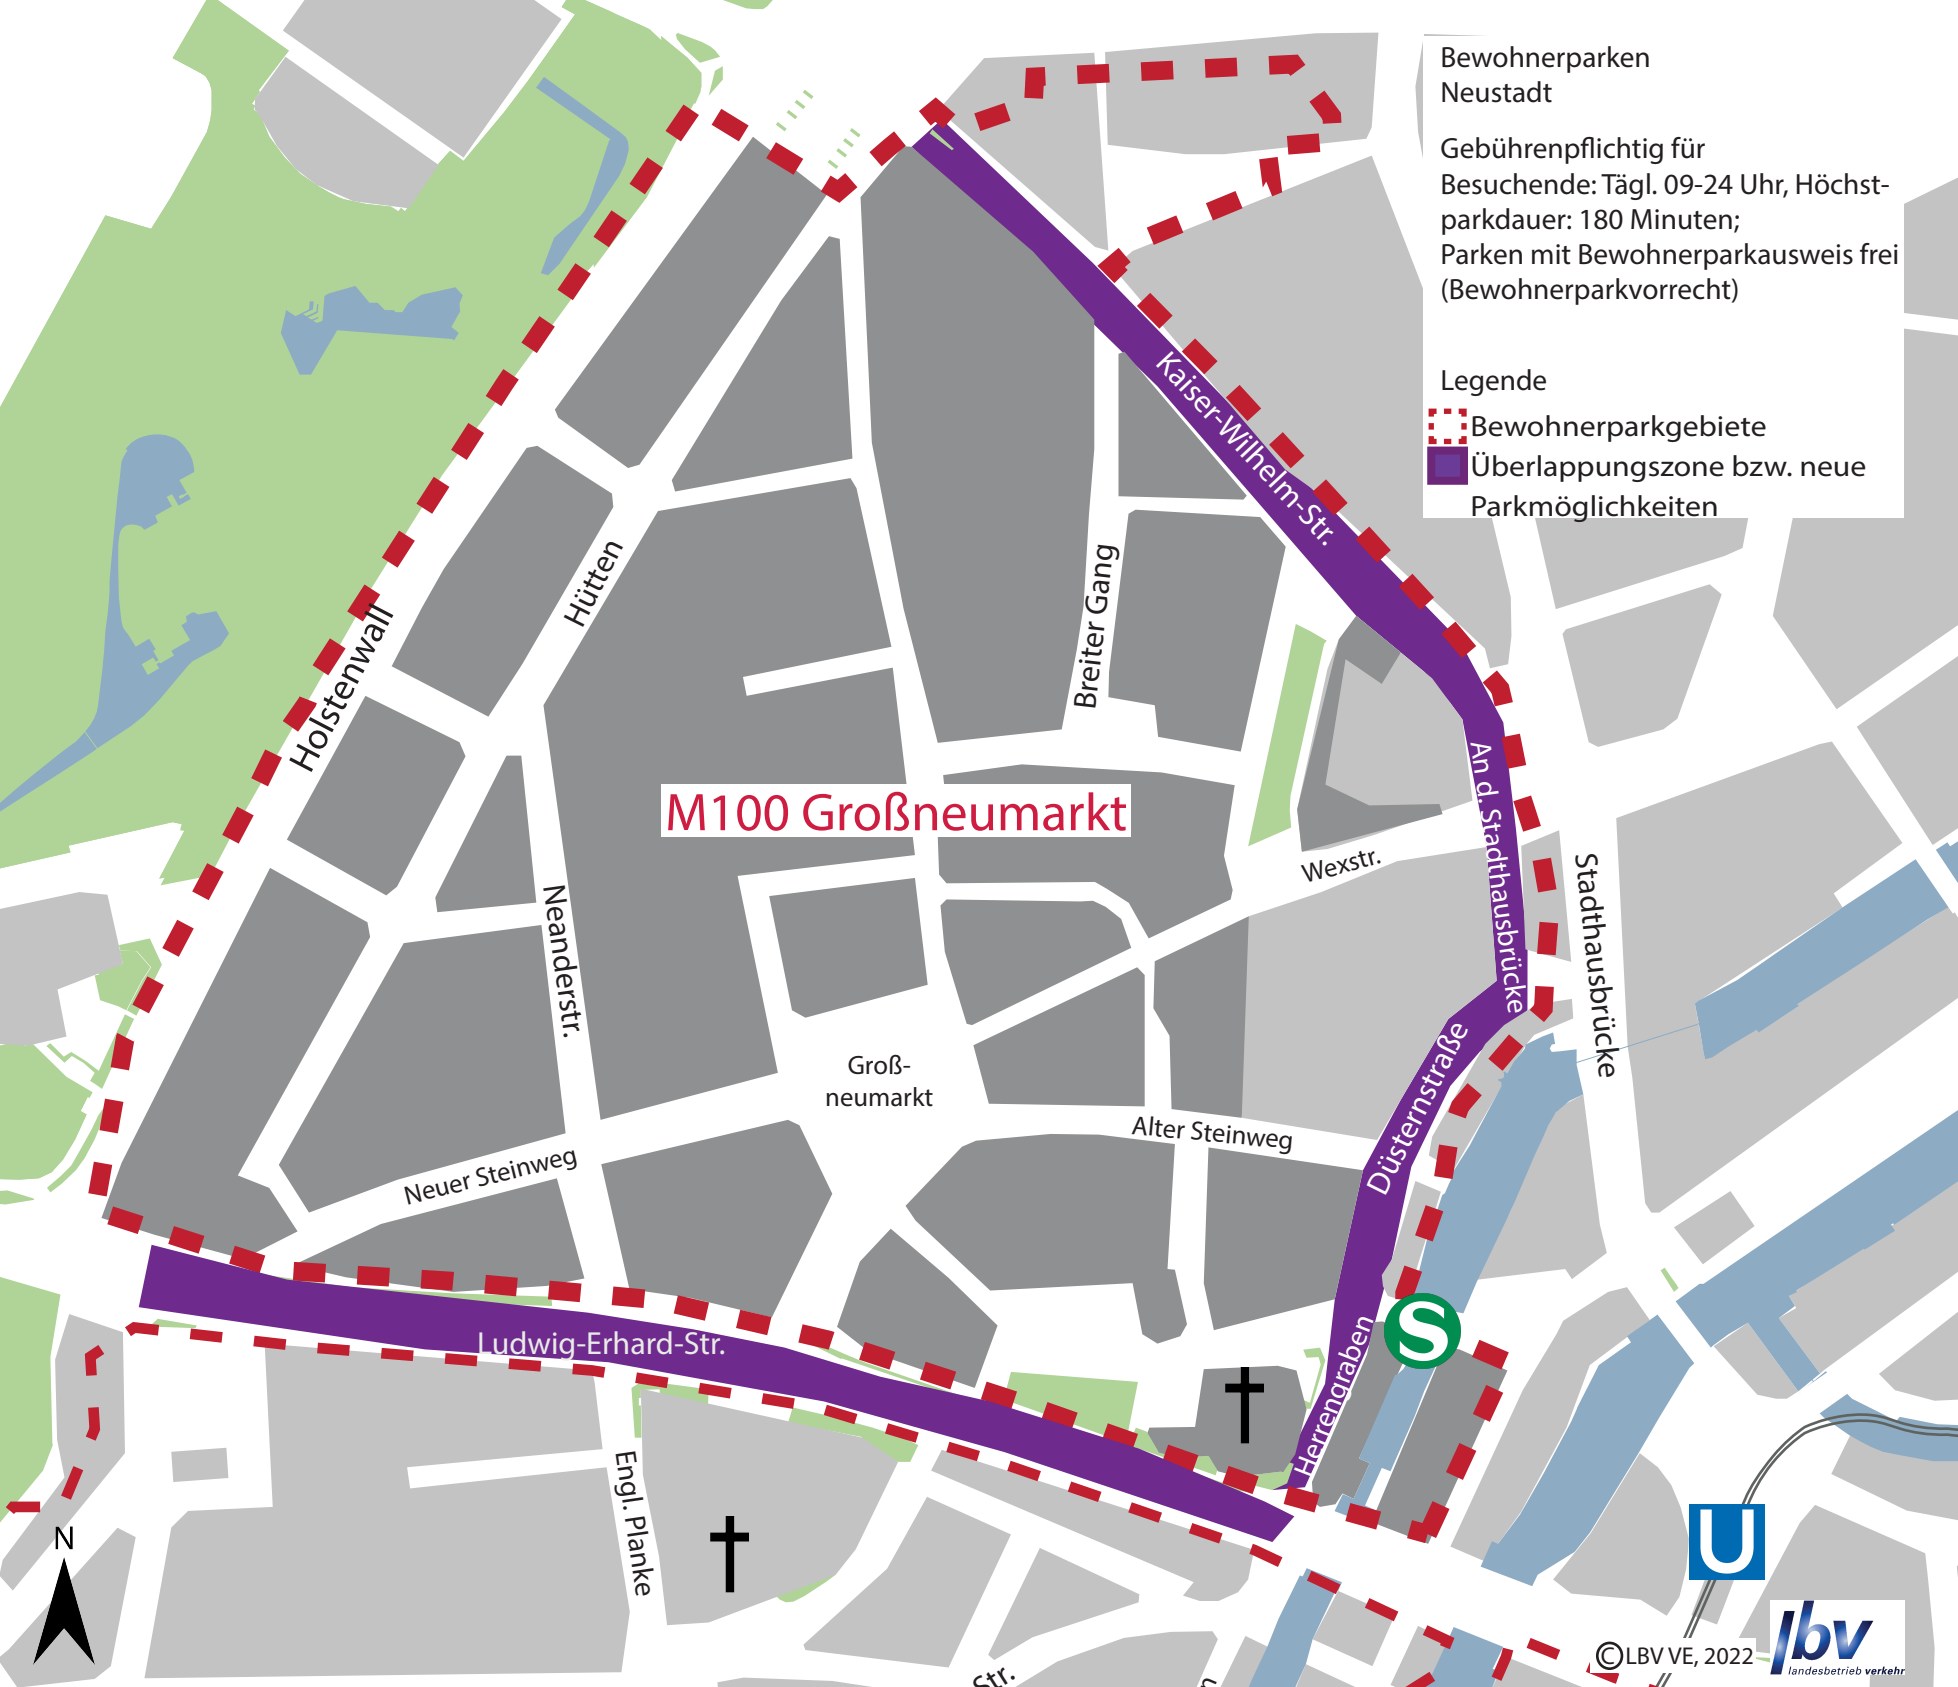 Bewohnerparken
Neustadt
Gebührenpflichtig für
Besuchende: Tägl. 09-24 Uhr, Höchst-
parkdauer: 180 Minuten;
Parken mit Bewohnerparkausweis frei
(Bewohnerparkvorrecht)
Legende
Bewohnerparkgebiete
Überlappungszone bzw. neue
Parkmöglichkeiten
Kaiser-Wilhelm-Str.
Hütten
Breiter Gang
Holstenwall
M100 Großneumarkt
An d. Stadthausbrücke
Wexstr.
Stadthausbrücke
Neanderstr.
Groß-
neumarkt
Düsternstraße
Alter Steinweg
Neuer Steinweg
Ludwig-Erhard-Str.
S
Herrengraben
Engl. Planke
N
U
Str.
©LBV VE, 2022
lbv
landesbetrieb verkehr